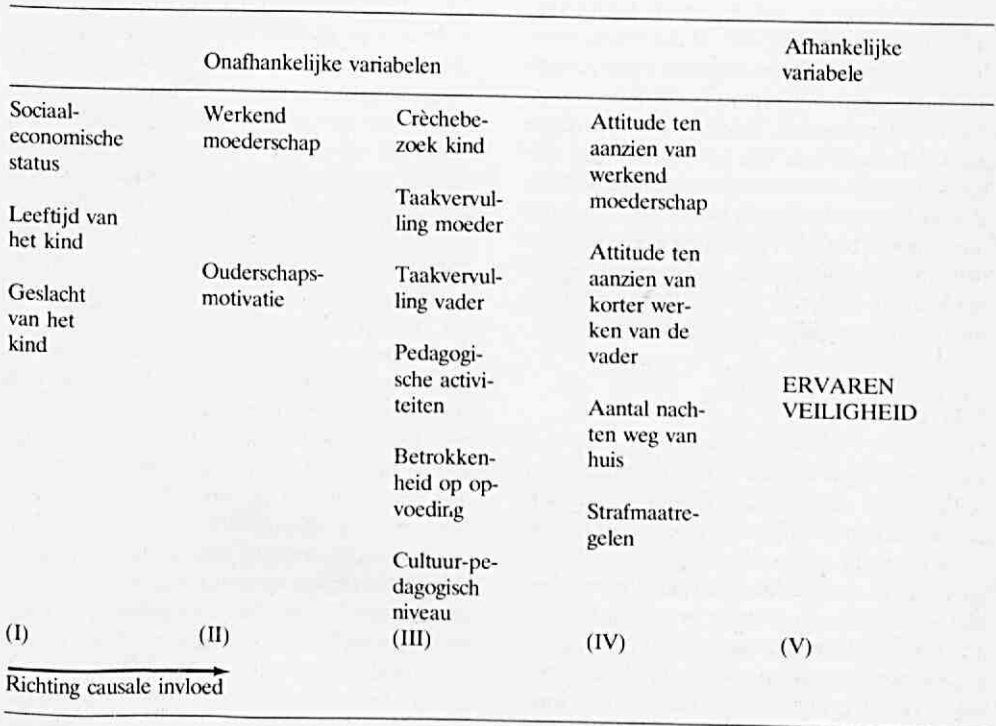 Onafhankelijke variabelen
Afhankelijke
variabele
Sociaal-
economische
status
Leeftijd van
het kind
Geslacht
van het
kind
(I)
Werkend
moederschap
Ouderschaps-
motivatie
(II)
Crèchebe-
zoek kind
Taakvervul-
ling moeder
Taakvervul-
ling vader
Pedagogi-
sche activi-
teiten
Betrokken-
heid op op-
voeding
Cultuur-pe-
dagogisch
niveau
(III)
Attitude ten
aanzien van
werkend
moederschap
Attitude ten
aanzien van
korter wer-
ken van de
vader
Aantal nach-
ten weg van
huis
Strafmaatre-
gelen
(IV)
ERVAREN
VEILIGHEID
(V)
Richting causale invloed